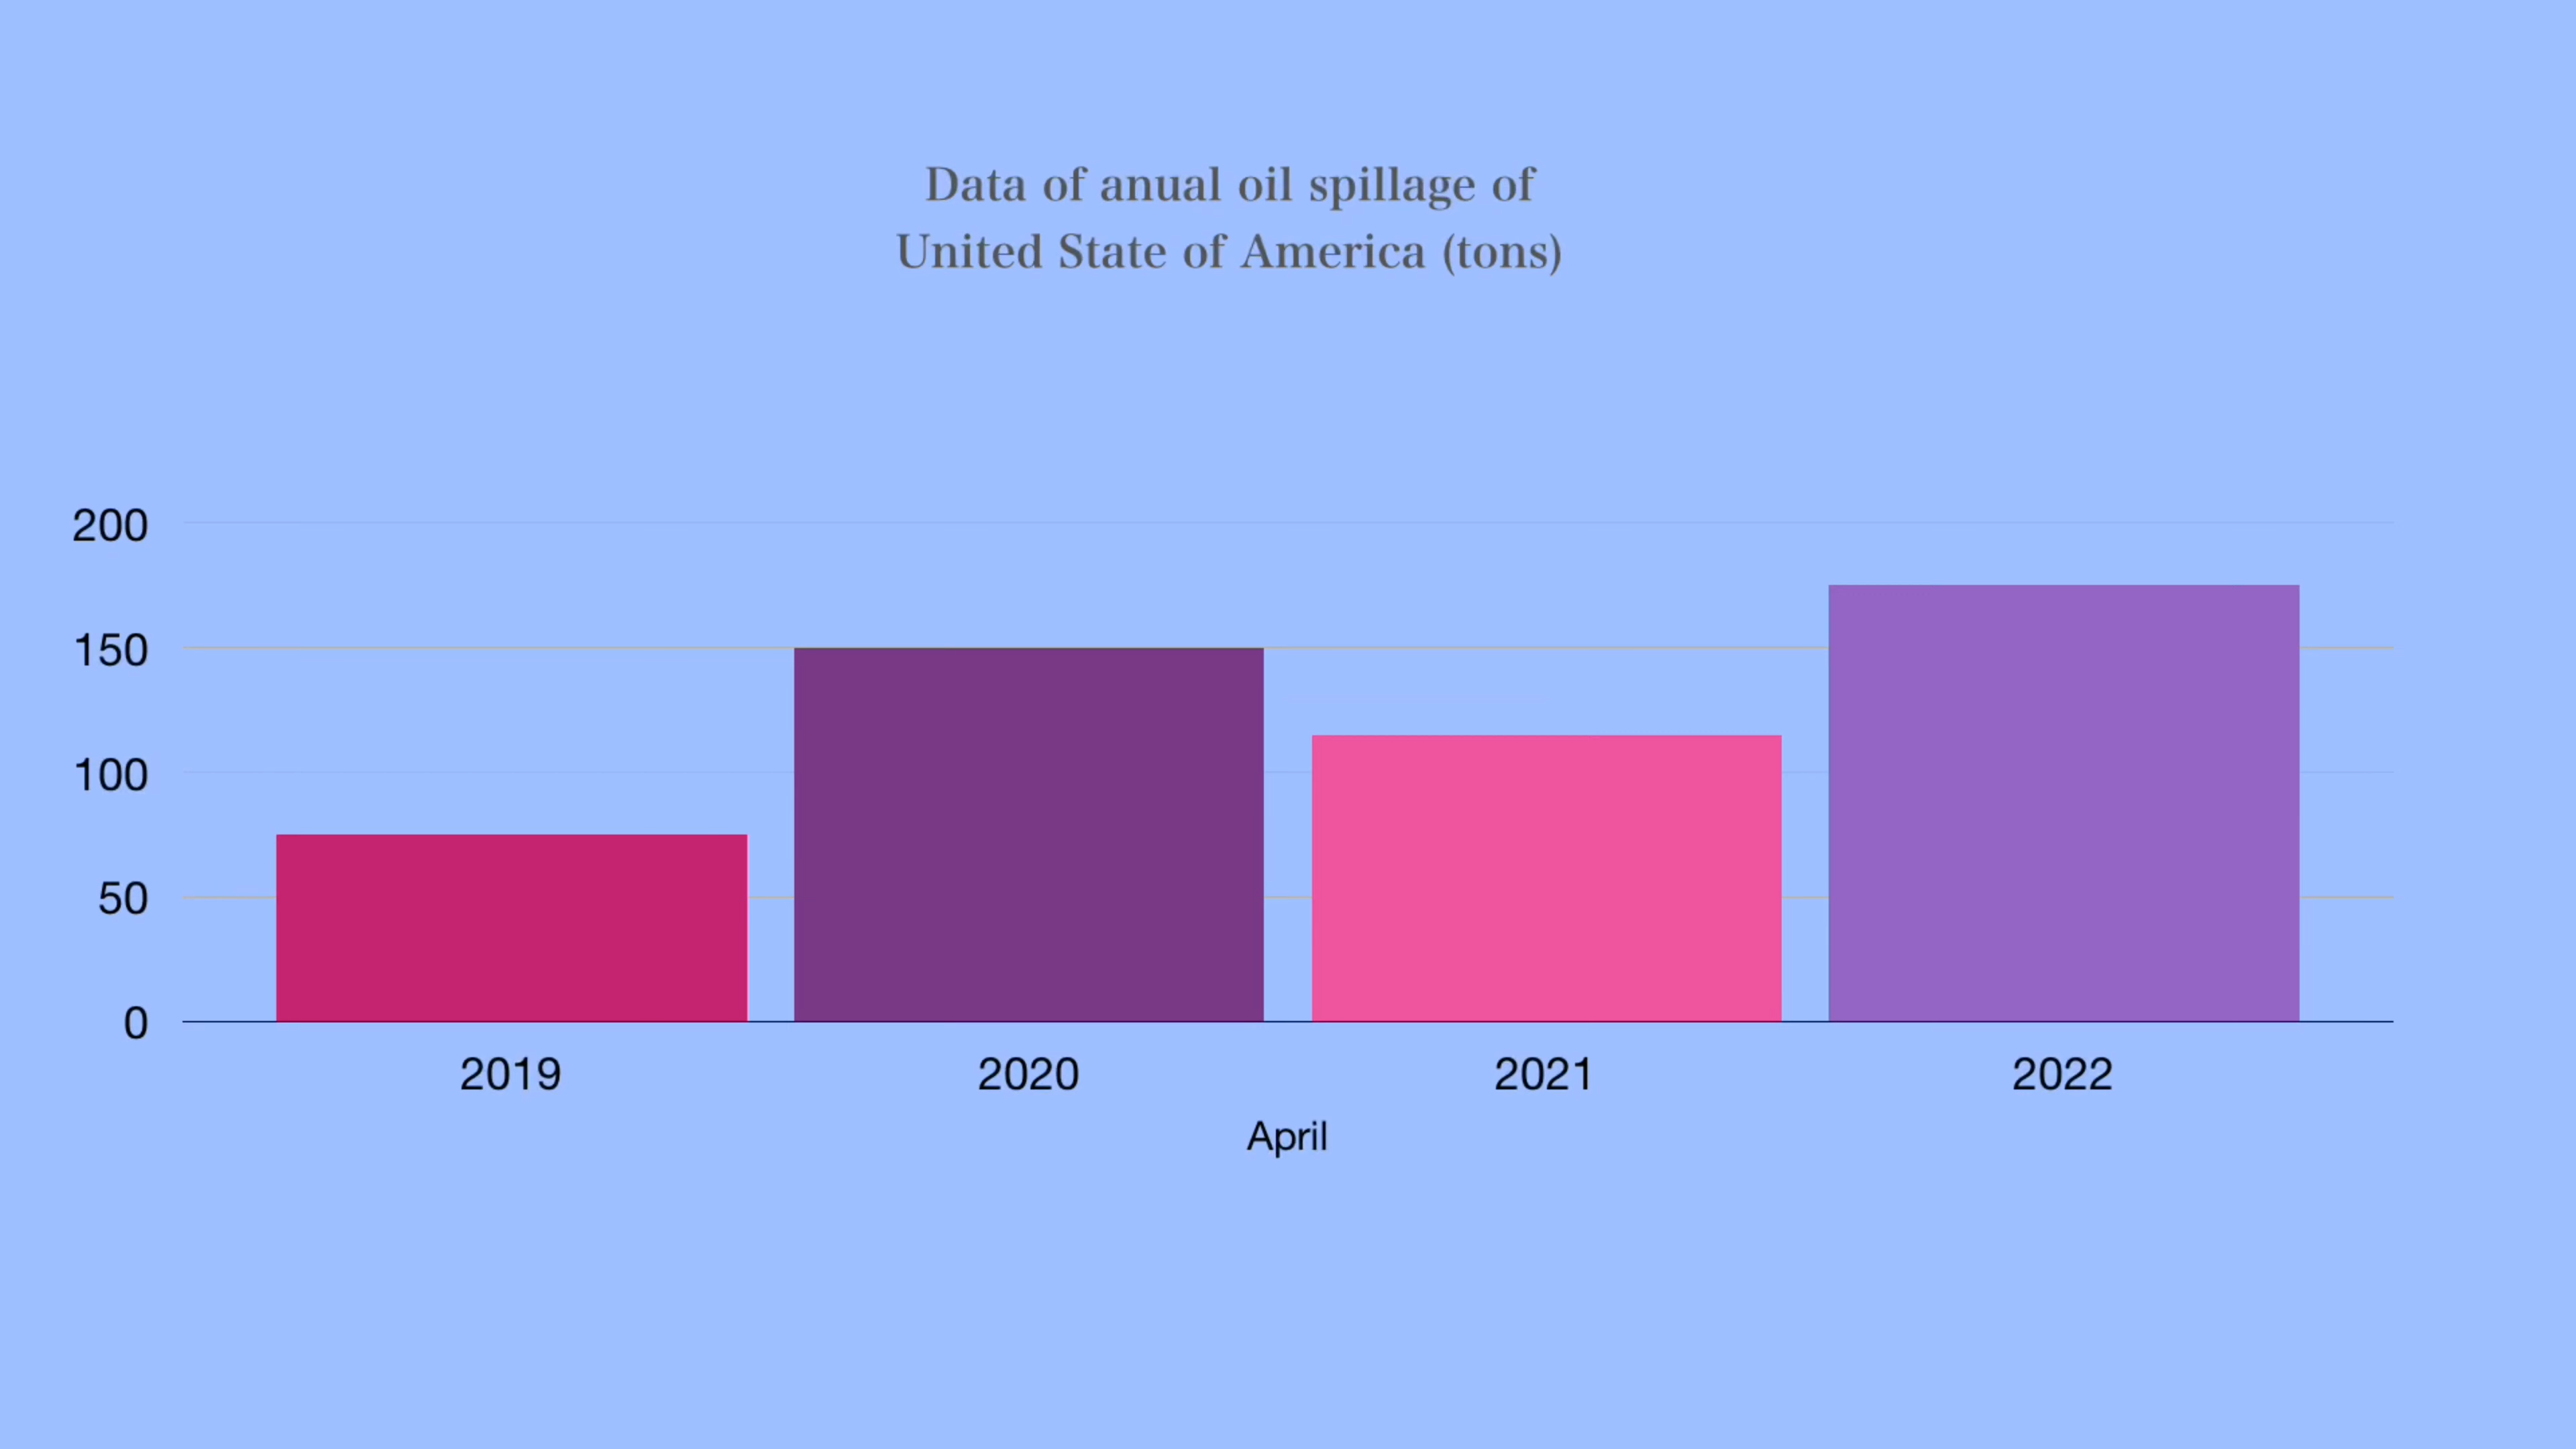 Data of anual oil spillage of
United State of America (tons)
200
150
100
50
0
2019 2020 2021 2022
April